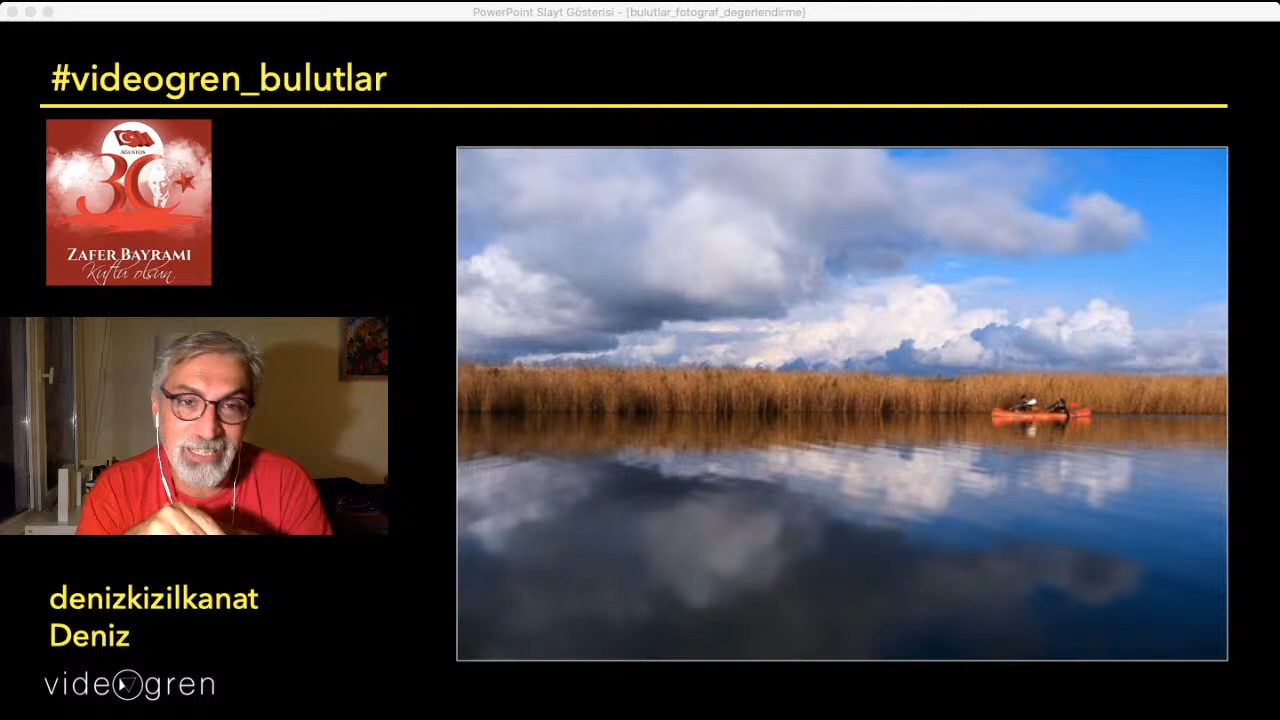 PowerPoint Slayt Gösterisi - [bulutlar_fotograf_degerlendirme]
#videogren_bulutlar
AĞUSTOS
30
ZAFER BAYRAMI
Kutlu olsun
denizkizilkanat
Deniz
videogren